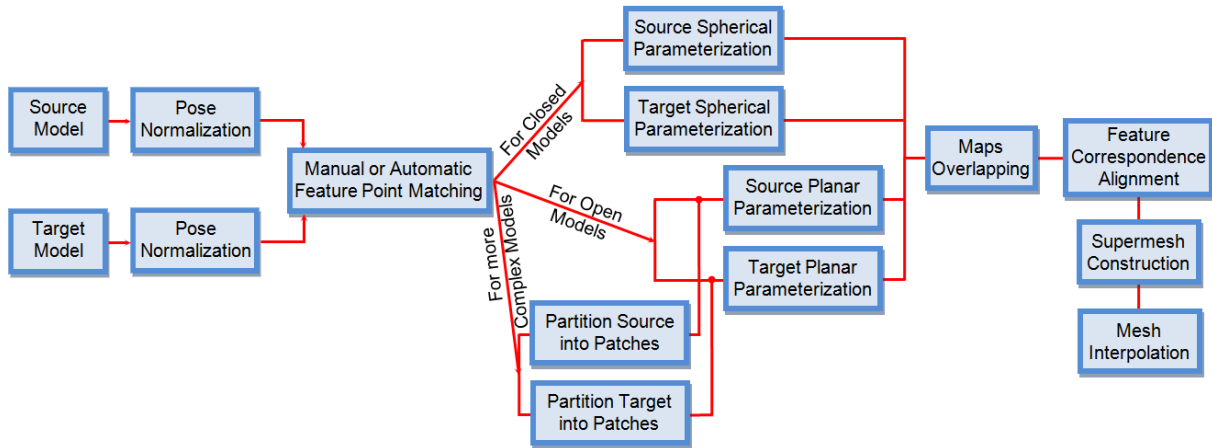 Source
Model
Pose
Normalization
Target
Model
Pose
Normalization
Manual or Automatic
Feature Point Matching
For Closed
Models
For Open
Models
For more
Complex Models
Source Spherical
Parameterization
Target Spherical
Parameterization
Source Planar
Parameterization
Target Planar
Parameterization
Partition Source
into Patches
Partition Target
into Patches
Maps
Overlapping
Feature
Correspondence
Alignment
Supermesh
Construction
Mesh
Interpolation